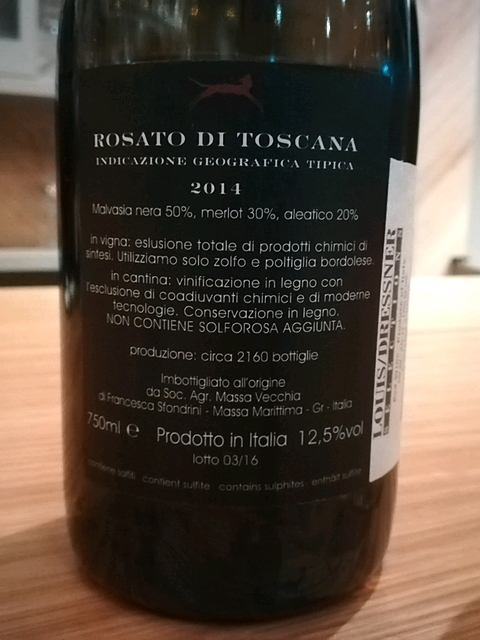 ROSATO DI TOSCANA
INDICAZIONE GEOGRAFICA TIPICA
2014
Malvasia nera 50%, merlot 30%, aleatico 20%
in vigna: eslusione totale di prodotti chimici di
sintesi. Utilizziamo solo zolfo e poltiglia bordolese.
in cantina: vinificazione in legno con
l'esclusione di coadiuvanti chimici e di moderne
tecnologie. Conservazione in legno.
NON CONTIENE SOLFOROSA AGGIUNTA.
produzione: circa 2160 bottiglie
Imbottigliato all'origine
da Soc. Agr. Massa Vecchia
di Francesca Sfondrini - Massa Marittima - Gr - Italia
750ml ℮ Prodotto in Italia 12,5%vol
lotto 03/16
contiene solfiti contient sulfite contains sulphites enthält sulfite
LOUIS/DRESSNER
SELECTIONS